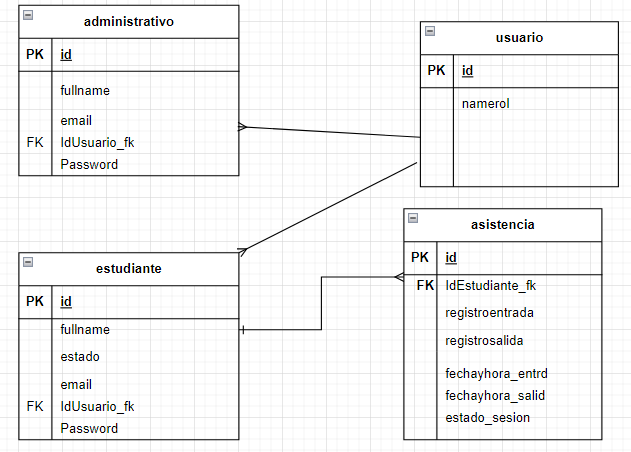 administrativo
PK id
fullname
email
FK IdUsuario_fk
Password
usuario
PK id
namerol
estudiante
PK id
fullname
estado
email
FK IdUsuario_fk
Password
asistencia
PK id
FK IdEstudiante_fk
registroentrada
registrosalida
fechayhora_entrd
fechayhora_salid
estado_sesion